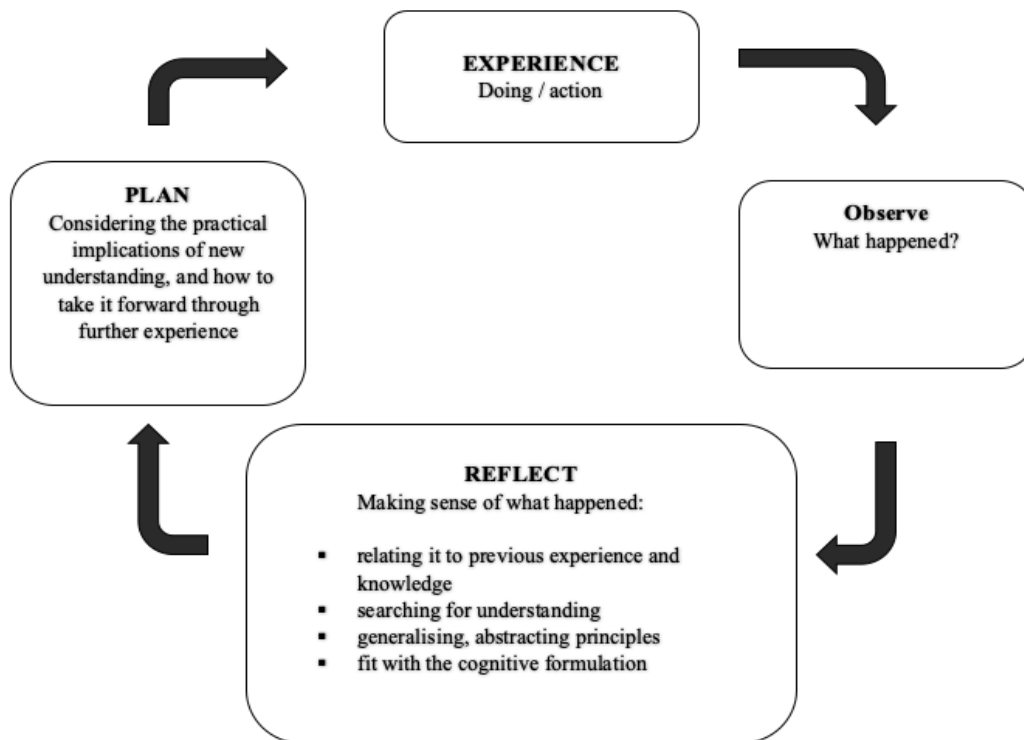 EXPERIENCE
Doing / action
Observe
What happened?
REFLECT
Making sense of what happened:
▪ relating it to previous experience and
knowledge
▪ searching for understanding
▪ generalising, abstracting principles
▪ fit with the cognitive formulation
PLAN
Considering the practical
implications of new
understanding, and how to
take it forward through
further experience